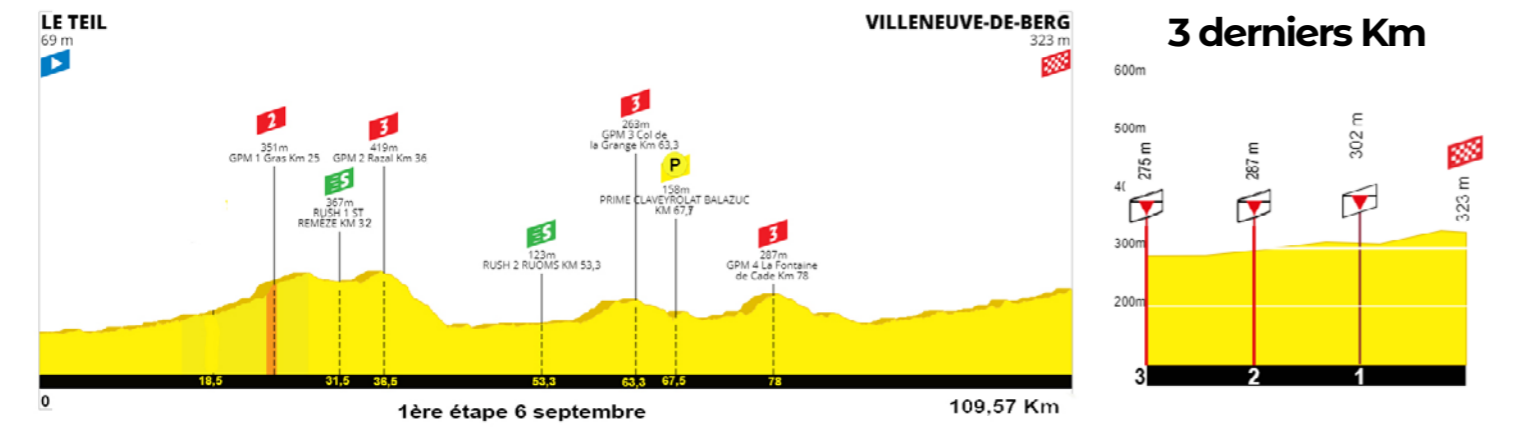 LE TEIL
69 m
VILLENEUVE-DE-BERG
323 m
2
351m
GPM 1 Gras Km 25
3
419m
GPM 2 Razal Km 36
S
367m
RUSH 1 ST
REMEZE KM 32
S
123m
RUSH 2 RUOMS KM 53,3
3
263m
GPM 3 Col de
la Grange Km 63,3
P
158m
PRIME CLAVEYROLAT BALAZUC
KM 67,7
3
287m
GPM 4 La Fontaine
de Cade Km 78
18,5
31,5
36,5
53,3
63,3
67,5
78
0
1ère étape 6 septembre
109,57 Km
3 derniers Km
600m
500m
300m
200m
275 m
287 m
302 m
323 m
3
2
1